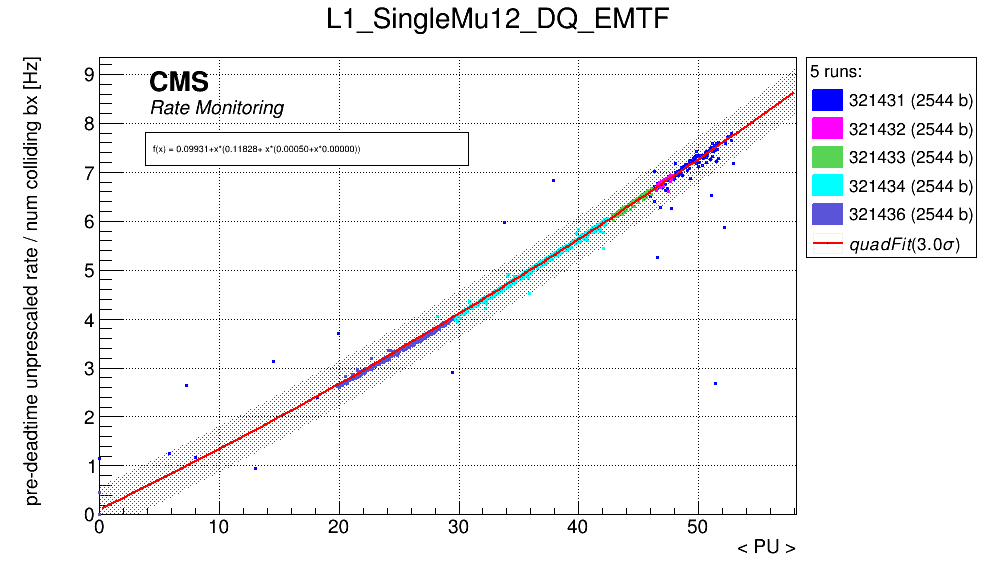 L1_SingleMu12_DQ_EMTF
pre-deadtime unprescaled rate / num colliding bx [Hz]
CMS
Rate Monitoring
f(x) = 0.09931+x*(0.11828+ x*(0.00050+x*0.00000))
9
8
7
6
5
4
3
2
1
0
0 10 20 30 40 50
< PU >
5 runs:
321431 (2544 b)
321432 (2544 b)
321433 (2544 b)
321434 (2544 b)
321436 (2544 b)
quadFit(3.0σ)